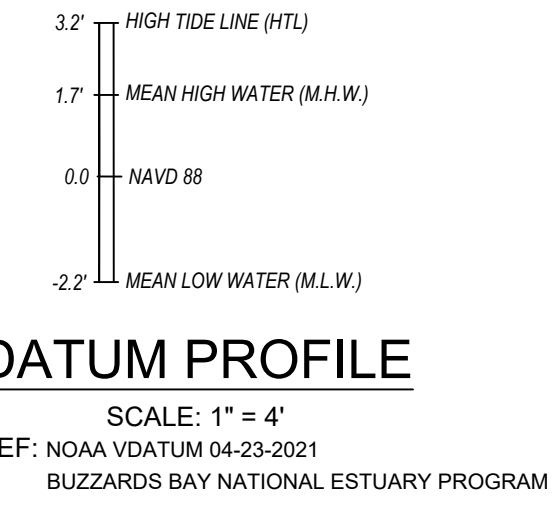 3.2' HIGH TIDE LINE (HTL)
1.7' MEAN HIGH WATER (M.H.W.)
0.0 NAVD 88
-2.2' MEAN LOW WATER (M.L.W.)
DATUM PROFILE
SCALE: 1" = 4'
EF: NOAA VDATUM 04-23-2021
BUZZARDS BAY NATIONAL ESTUARY PROGRAM